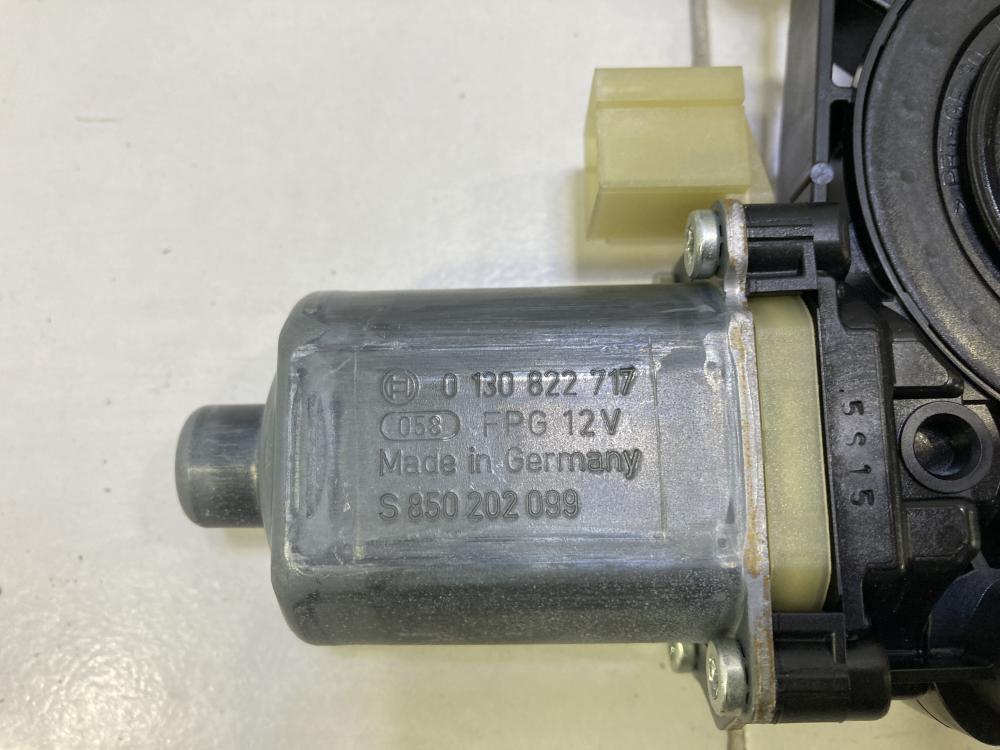 0 130 822 717
058 FPG 12V
Made in Germany
S 850 202 099
5S15